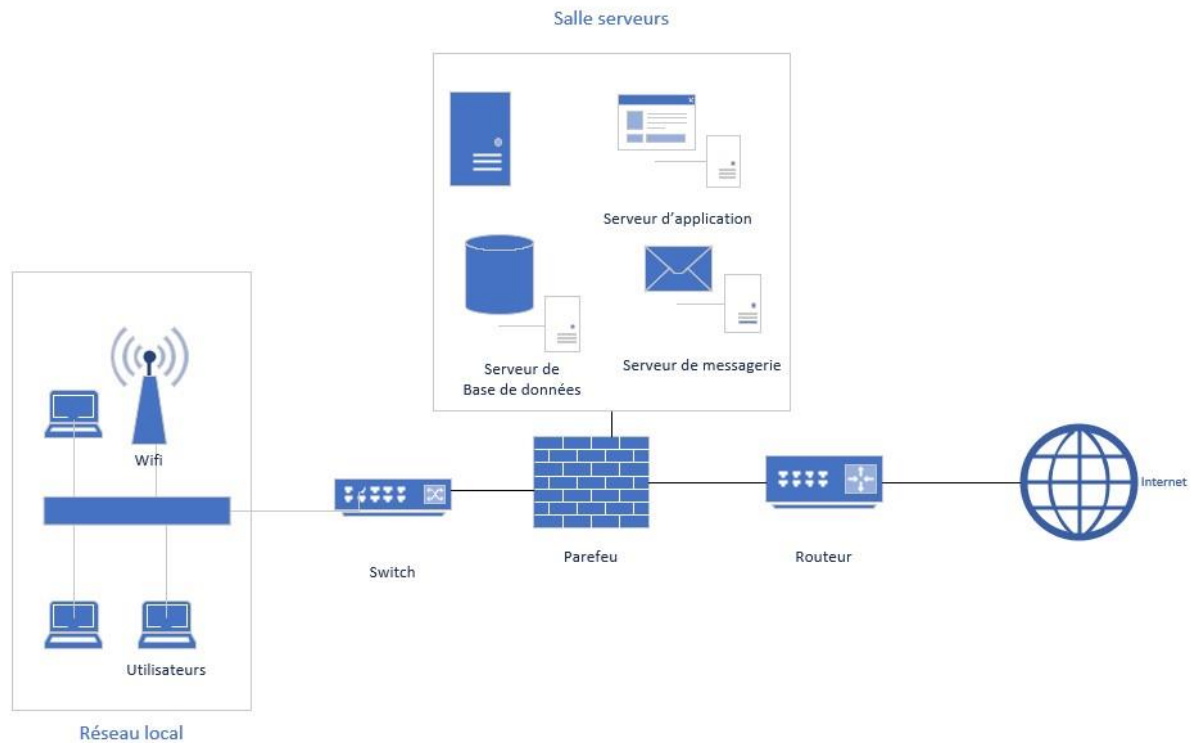 Salle serveurs
Serveur d’application
Serveur de
Base de données
Serveur de messagerie
Wifi
Utilisateurs
Réseau local
Switch
Parefeu
Routeur
Internet